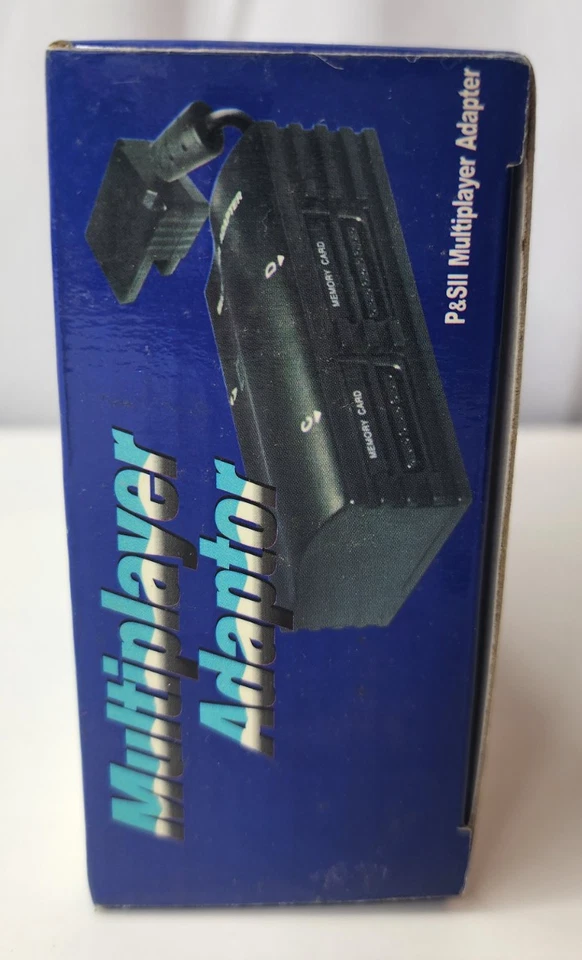 Multiplayer
Adaptor
D
MEMORY CARD
C
MEMORY CARD
P&SII Multiplayer Adapter